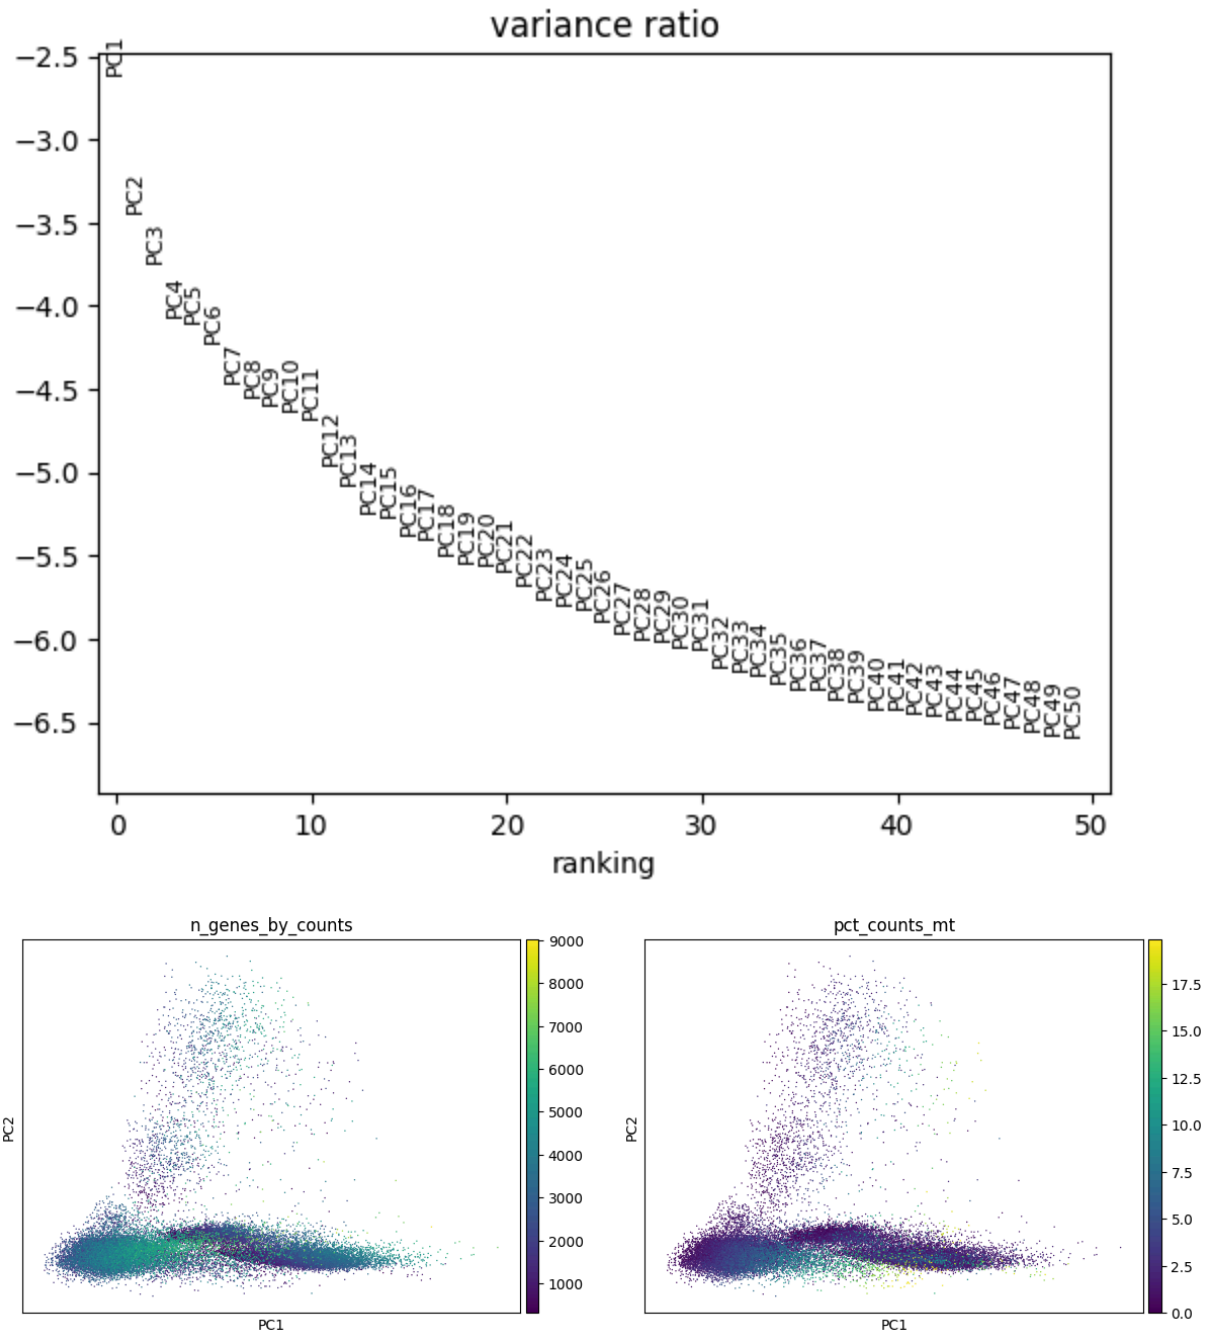 variance ratio
−2.5
−3.0
−3.5
−4.0
−4.5
−5.0
−5.5
−6.0
−6.5
PC1
PC2
PC3
PC4
PC5
PC6
PC7
PC8
PC9
PC10
PC11
PC12
PC13
PC14
PC15
PC16
PC17
PC18
PC19
PC20
PC21
PC22
PC23
PC24
PC25
PC26
PC27
PC28
PC29
PC30
PC31
PC32
PC33
PC34
PC35
PC36
PC37
PC38
PC39
PC40
PC41
PC42
PC43
PC44
PC45
PC46
PC47
PC48
PC49
PC50
0 10 20 30 40 50
ranking
n_genes_by_counts
PC2
PC1
9000
8000
7000
6000
5000
4000
3000
2000
1000
pct_counts_mt
PC2
PC1
17.5
15.0
12.5
10.0
7.5
5.0
2.5
0.0